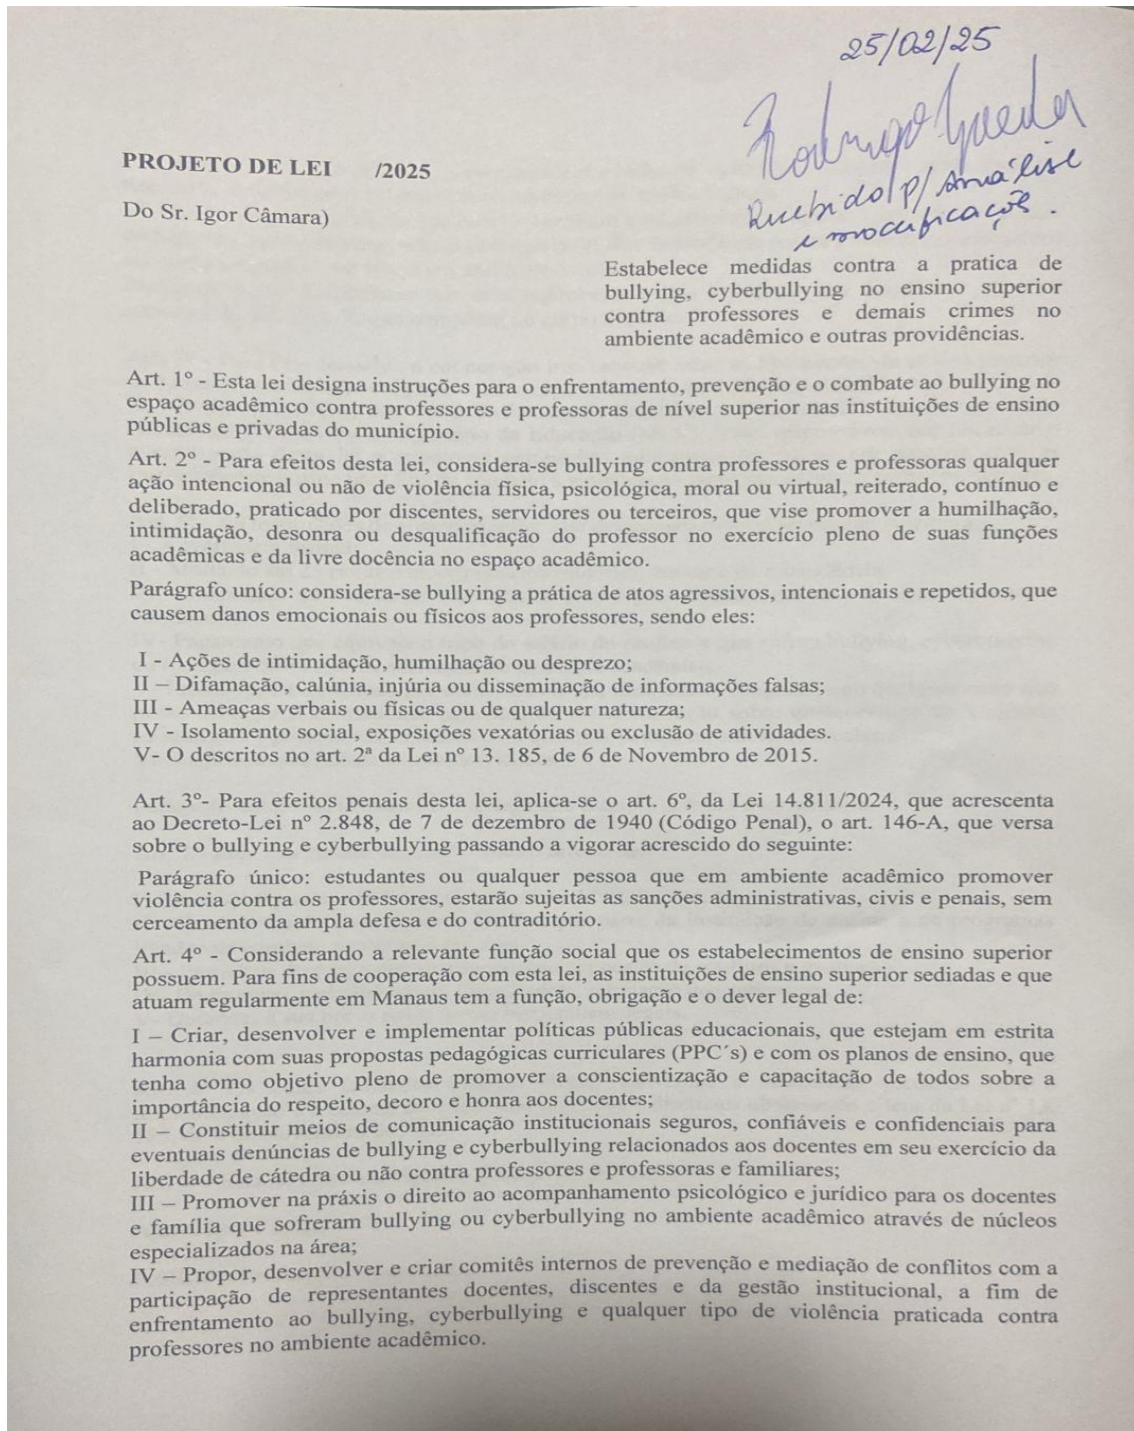 25/02/25
Rodrigo Guedes
Recebido p/ Análise
e modificações.
PROJETO DE LEI /2025
Do Sr. Igor Câmara)
Estabelece medidas contra a pratica de
bullying, cyberbullying no ensino superior
contra professores e demais crimes no
ambiente acadêmico e outras providências.
Art. 1º - Esta lei designa instruções para o enfrentamento, prevenção e o combate ao bullying no
espaço acadêmico contra professores e professoras de nível superior nas instituições de ensino
públicas e privadas do município.
Art. 2º - Para efeitos desta lei, considera-se bullying contra professores e professoras qualquer
ação intencional ou não de violência física, psicológica, moral ou virtual, reiterado, contínuo e
deliberado, praticado por discentes, servidores ou terceiros, que vise promover a humilhação,
intimidação, desonra ou desqualificação do professor no exercício pleno de suas funções
acadêmicas e da livre docência no espaço acadêmico.
Parágrafo uníco: considera-se bullying a prática de atos agressivos, intencionais e repetidos, que
causem danos emocionais ou físicos aos professores, sendo eles:
I - Ações de intimidação, humilhação ou desprezo;
II – Difamação, calúnia, injúria ou disseminação de informações falsas;
III - Ameaças verbais ou físicas ou de qualquer natureza;
IV - Isolamento social, exposições vexatórias ou exclusão de atividades.
V- O descritos no art. 2ª da Lei nº 13. 185, de 6 de Novembro de 2015.
Art. 3º- Para efeitos penais desta lei, aplica-se o art. 6º, da Lei 14.811/2024, que acrescenta
ao Decreto-Lei nº 2.848, de 7 de dezembro de 1940 (Código Penal), o art. 146-A, que versa
sobre o bullying e cyberbullying passando a vigorar acrescido do seguinte:
Parágrafo único: estudantes ou qualquer pessoa que em ambiente acadêmico promover
violência contra os professores, estarão sujeitas as sanções administrativas, civis e penais, sem
cerceamento da ampla defesa e do contraditório.
Art. 4º - Considerando a relevante função social que os estabelecimentos de ensino superior
possuem. Para fins de cooperação com esta lei, as instituições de ensino superior sediadas e que
atuam regularmente em Manaus tem a função, obrigação e o dever legal de:
I – Criar, desenvolver e implementar políticas públicas educacionais, que estejam em estrita
harmonia com suas propostas pedagógicas curriculares (PPC´s) e com os planos de ensino, que
tenha como objetivo pleno de promover a conscientização e capacitação de todos sobre a
importância do respeito, decoro e honra aos docentes;
II – Constituir meios de comunicação institucionais seguros, confiáveis e confidenciais para
eventuais denúncias de bullying e cyberbullying relacionados aos docentes em seu exercício da
liberdade de cátedra ou não contra professores e professoras e familiares;
III – Promover na práxis o direito ao acompanhamento psicológico e jurídico para os docentes
e família que sofreram bullying ou cyberbullying no ambiente acadêmico através de núcleos
especializados na área;
IV – Propor, desenvolver e criar comitês internos de prevenção e mediação de conflitos com a
participação de representantes docentes, discentes e da gestão institucional, a fim de
enfrentamento ao bullying, cyberbullying e qualquer tipo de violência praticada contra
professores no ambiente acadêmico.